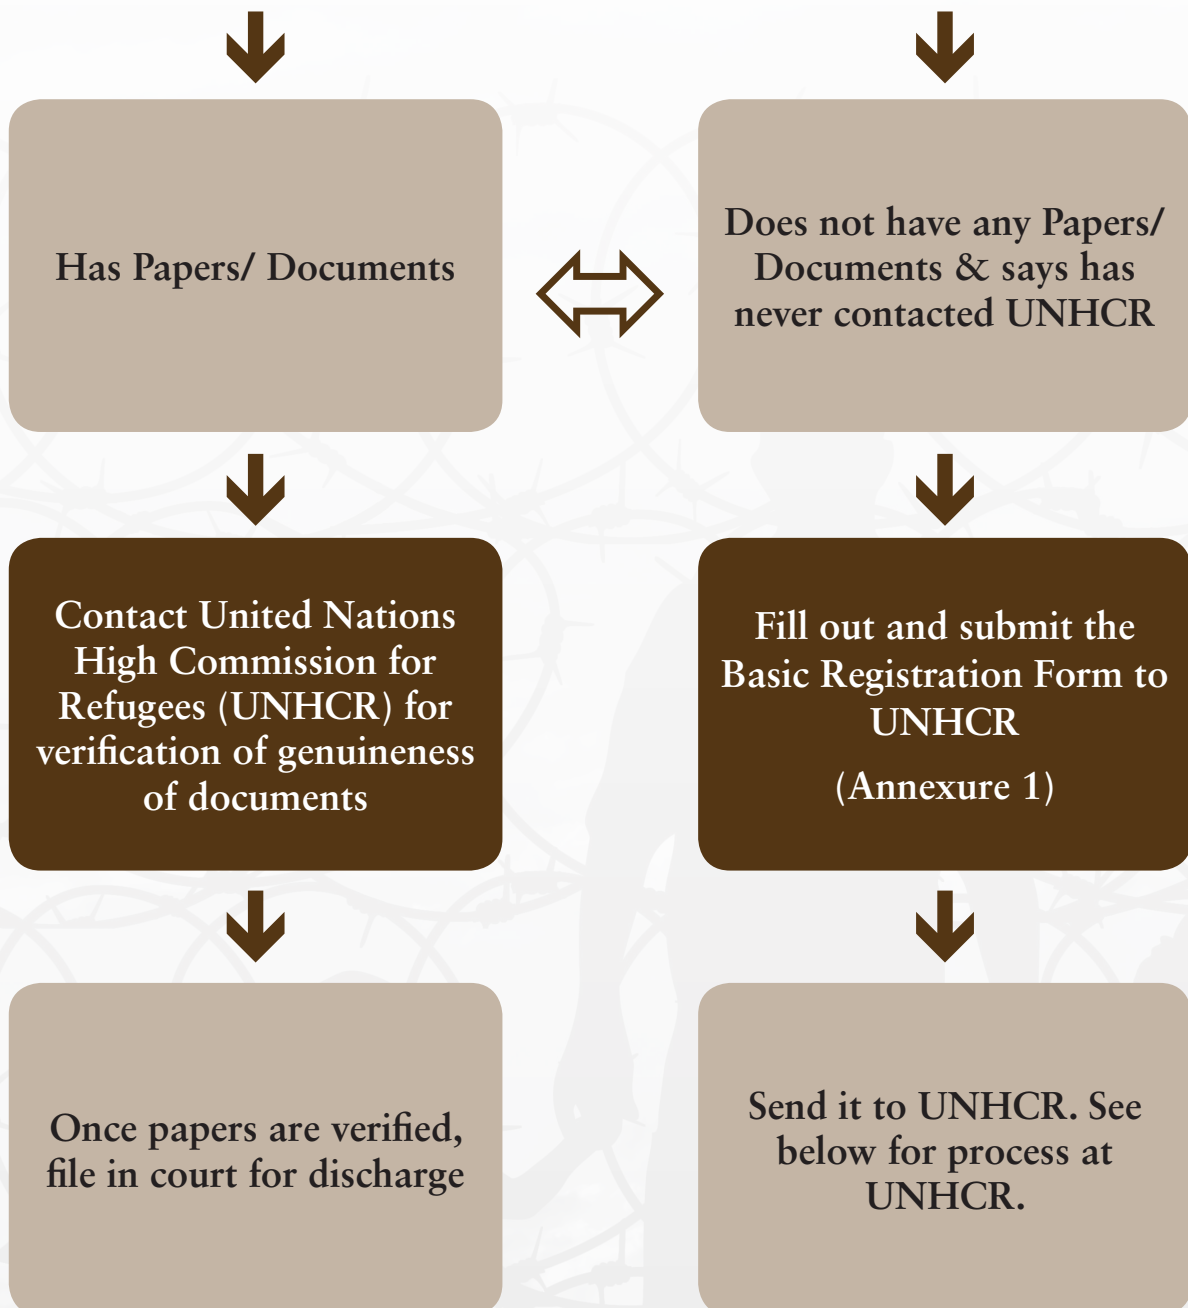 Has Papers/ Documents
Does not have any Papers/
Documents & says has
never contacted UNHCR
Contact United Nations
High Commission for
Refugees (UNHCR) for
verification of genuineness
of documents
Fill out and submit the
Basic Registration Form to
UNHCR
(Annexure 1)
Once papers are verified,
file in court for discharge
Send it to UNHCR. See
below for process at
UNHCR.